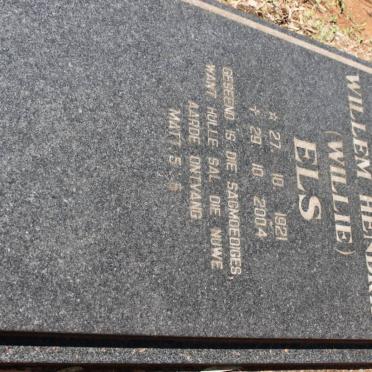 WILLEM
(WILLIE)
ELS
27 10 1921
29 10 2004
GESEËND IS DIE SAGMOEDIGES,
WANT HULLE SAL DIE NUWE
AARDE ONTVANG
MATT. 5 : 5